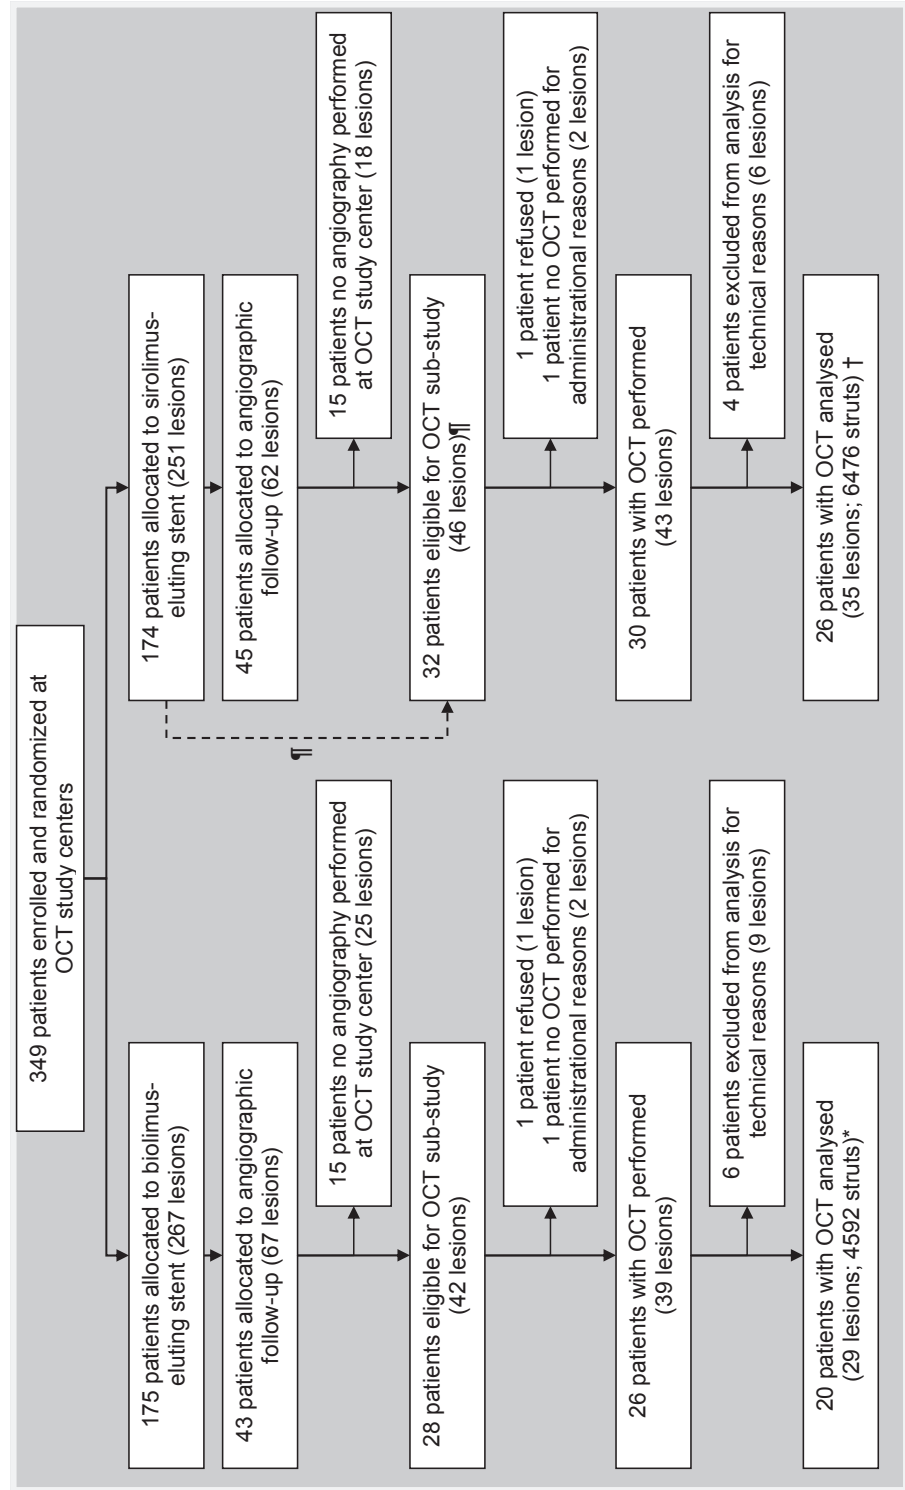 349 patients enrolled and randomized at
OCT study centers
175 patients allocated to biolimus-
eluting stent (267 lesions)
43 patients allocated to angiographic
follow-up (67 lesions)
15 patients no angiography performed
at OCT study center (25 lesions)
28 patients eligible for OCT sub-study
(42 lesions)
1 patient refused (1 lesion)
1 patient no OCT performed for
administrational reasons (2 lesions)
26 patients with OCT performed
(39 lesions)
6 patients excluded from analysis for
technical reasons (9 lesions)
20 patients with OCT analysed
(29 lesions; 4592 struts)*
¶
174 patients allocated to sirolimus-
eluting stent (251 lesions)
45 patients allocated to angiographic
follow-up (62 lesions)
15 patients no angiography performed
at OCT study center (18 lesions)
32 patients eligible for OCT sub-study
(46 lesions)¶
1 patient refused (1 lesion)
1 patient no OCT performed for
administrational reasons (2 lesions)
30 patients with OCT performed
(43 lesions)
4 patients excluded from analysis for
technical reasons (6 lesions)
26 patients with OCT analysed
(35 lesions; 6476 struts) †